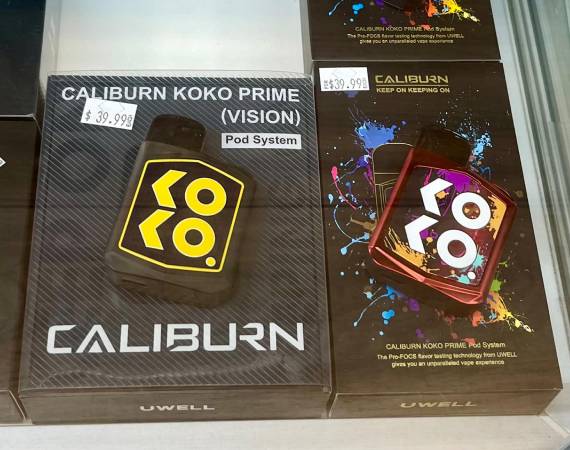 CALIBURN KOKO PRIME Pod System
The Pro-FOCS flavor testing technology from UWELL
gives you an unparalleled vape experience
CALIBURN KOKO PRIME
(VISION)
Pod System
$ 39.99
KOKO.
CALIBURN
UWELL
$39.99
CALIBURN
KEEP ON KEEPING ON
KOKO.
CALIBURN KOKO PRIME Pod System
The Pro-FOCS flavor testing technology from UWELL
gives you an unparalleled vape experience
UWELL